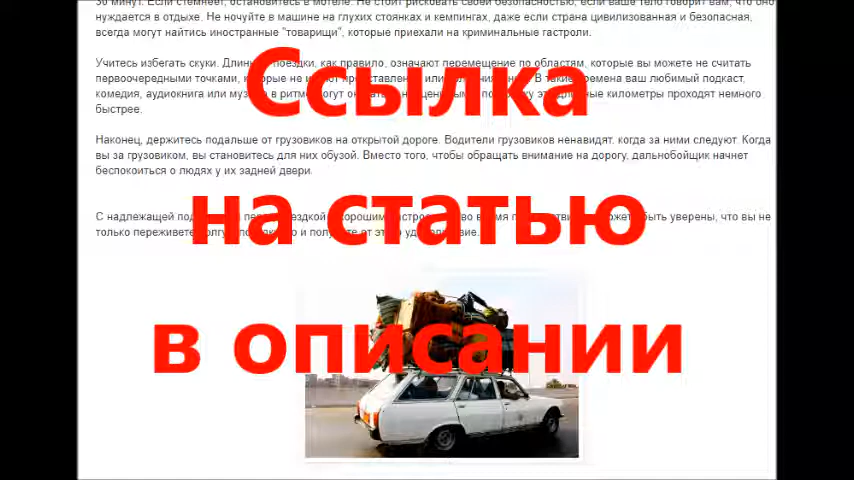 30 минут. Если стемнеет, остановитесь в мотеле. Не стоит рисковать своей безопасностью, если ваше тело говорит вам, что оно
нуждается в отдыхе. Не ночуйте в машине на глухих стоянках и кемпингах, даже если страна цивилизованная и безопасная,
всегда могут найтись иностранные "товарищи", которые приехали на криминальные гастроли.
Ссылка
Учитесь избегать скуки. поездки, как правило, означают перемещение по областям, которые вы можете не считать
первоочередными точками, которые не или В такие времена ваш любимый подкаст,
комедия, аудиокнига или в ритме километры проходят немного
быстрее.
Наконец, держитесь подальше от грузовиков на открытой дороге. Водители грузовиков ненавидят. когда за ними следуют. Когда
вы за грузовиком, вы становитесь для них обузой. Вместо того, чтобы обращать внимание на дорогу, дальнобойщик начнет
беспокоиться о людях у их задней двери.
на статью
С надлежащей быть уверены, что вы не
только переживете и от
в описании